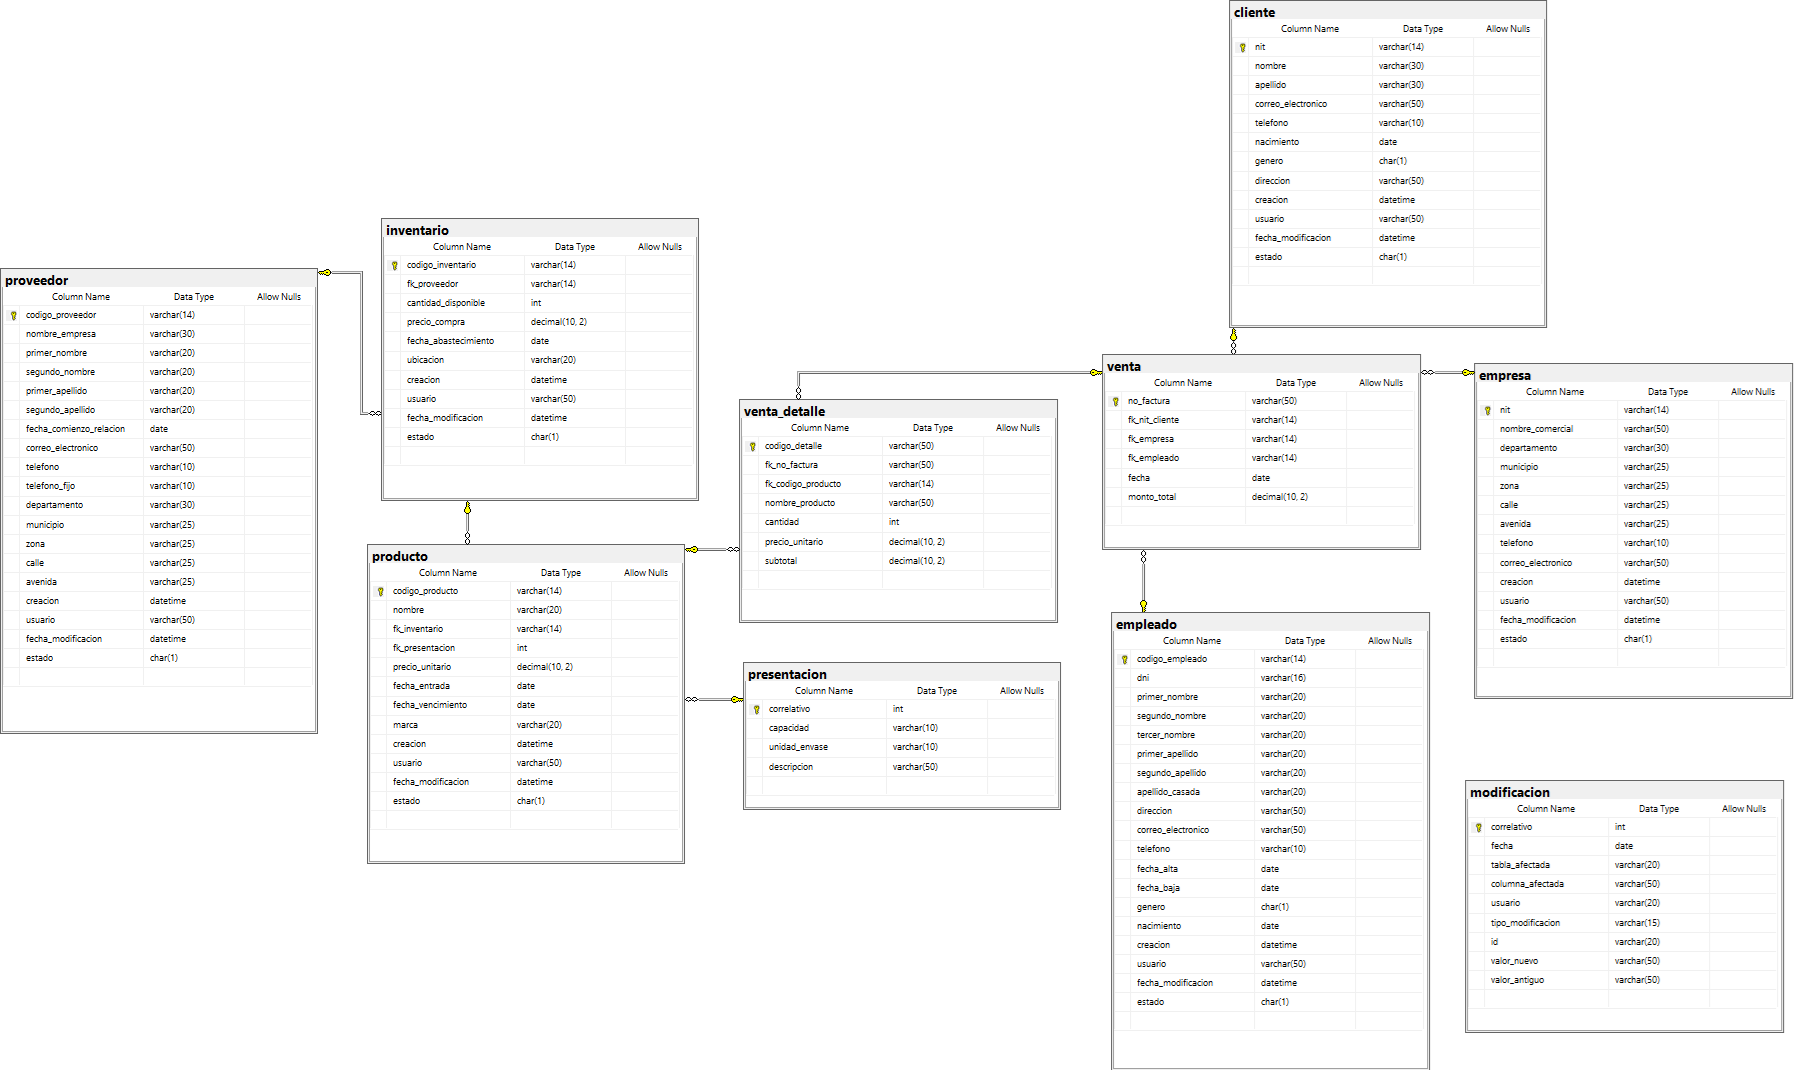 cliente
Column Name Data Type Allow Nulls
nit varchar(14)
nombre varchar(30)
apellido varchar(30)
correo_electronico varchar(50)
telefono varchar(10)
nacimiento date
genero char(1)
direccion varchar(50)
creacion datetime
usuario varchar(50)
fecha_modificacion datetime
estado char(1)
inventario
Column Name Data Type Allow Nulls
codigo_inventario varchar(14)
fk_proveedor varchar(14)
cantidad_disponible int
precio_compra decimal(10, 2)
fecha_abastecimiento date
ubicacion varchar(20)
creacion datetime
usuario varchar(50)
fecha_modificacion datetime
estado char(1)
proveedor
Column Name Data Type Allow Nulls
codigo_proveedor varchar(14)
nombre_empresa varchar(30)
primer_nombre varchar(20)
segundo_nombre varchar(20)
primer_apellido varchar(20)
segundo_apellido varchar(20)
fecha_comienzo_relacion date
correo_electronico varchar(50)
telefono varchar(10)
telefono_fijo varchar(10)
departamento varchar(30)
municipio varchar(25)
zona varchar(25)
calle varchar(25)
avenida varchar(25)
creacion datetime
usuario varchar(50)
fecha_modificacion datetime
estado char(1)
venta
Column Name Data Type Allow Nulls
no_factura varchar(50)
fk_nit_cliente varchar(14)
fk_empresa varchar(14)
fk_empleado varchar(14)
fecha date
monto_total decimal(10, 2)
empresa
Column Name Data Type Allow Nulls
nit varchar(14)
nombre_comercial varchar(50)
departamento varchar(30)
municipio varchar(25)
zona varchar(25)
calle varchar(25)
avenida varchar(25)
telefono varchar(10)
correo_electronico varchar(50)
creacion datetime
usuario varchar(50)
fecha_modificacion datetime
estado char(1)
venta_detalle
Column Name Data Type Allow Nulls
codigo_detalle varchar(50)
fk_no_factura varchar(50)
fk_codigo_producto varchar(14)
nombre_producto varchar(50)
cantidad int
precio_unitario decimal(10, 2)
subtotal decimal(10, 2)
producto
Column Name Data Type Allow Nulls
codigo_producto varchar(14)
nombre varchar(20)
fk_inventario varchar(14)
fk_presentacion int
precio_unitario decimal(10, 2)
fecha_entrada date
fecha_vencimiento date
marca varchar(20)
creacion datetime
usuario varchar(50)
fecha_modificacion datetime
estado char(1)
presentacion
Column Name Data Type Allow Nulls
correlativo int
capacidad varchar(10)
unidad_envase varchar(10)
descripcion varchar(50)
empleado
Column Name Data Type Allow Nulls
codigo_empleado varchar(14)
dni varchar(16)
primer_nombre varchar(20)
segundo_nombre varchar(20)
tercer_nombre varchar(20)
primer_apellido varchar(20)
segundo_apellido varchar(20)
apellido_casada varchar(20)
direccion varchar(50)
correo_electronico varchar(50)
telefono varchar(10)
fecha_alta date
fecha_baja date
genero char(1)
nacimiento date
creacion datetime
usuario varchar(50)
fecha_modificacion datetime
estado char(1)
modificacion
Column Name Data Type Allow Nulls
correlativo int
fecha date
tabla_afectada varchar(20)
columna_afectada varchar(50)
usuario varchar(20)
tipo_modificacion varchar(15)
id varchar(20)
valor_nuevo varchar(50)
valor_antiguo varchar(50)